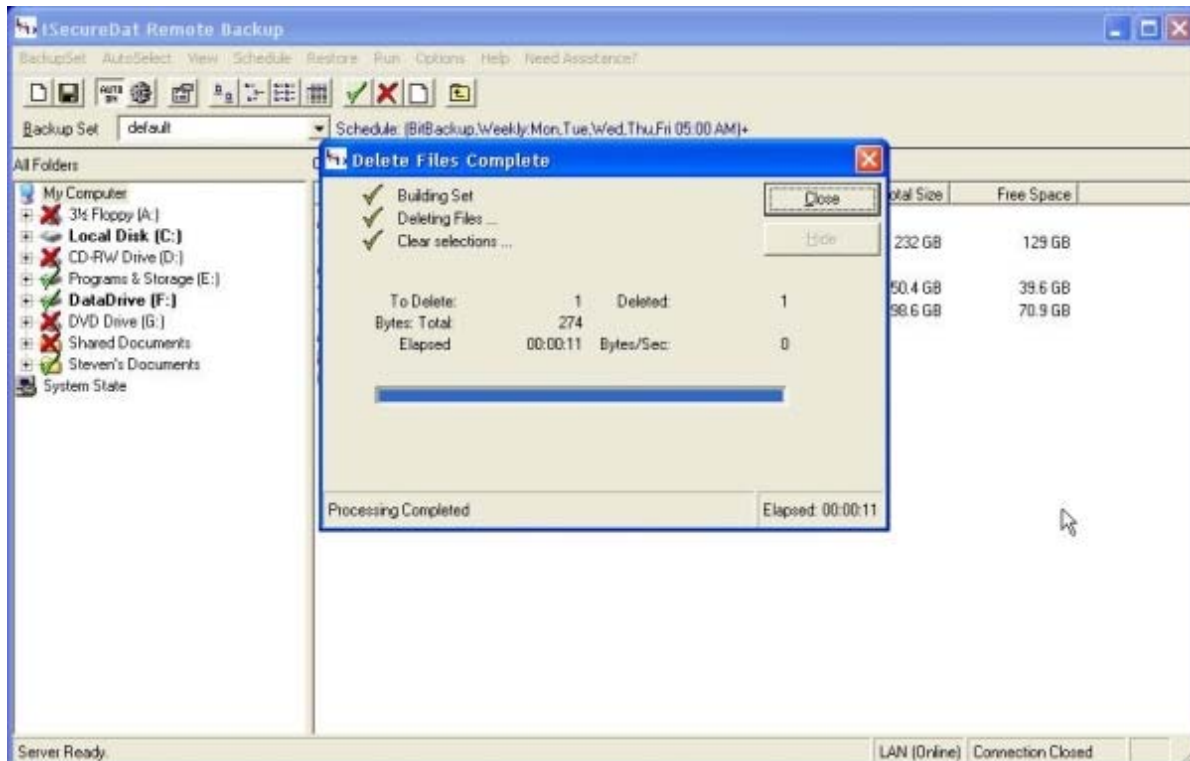 tSecureDat Remote Backup
BackupSet AutoSelect View Schedule Restore Run Options Help Need Assistance?
Backup Set default Schedule: (BitBackup,Weekly:Mon,Tue,Wed,Thu,Fri 05:00 AM)+
All Folders
My Computer
3½ Floppy (A:)
Local Disk (C:)
CD-RW Drive (D:)
Programs & Storage (E:)
DataDrive (F:)
DVD Drive (G:)
Shared Documents
Steven's Documents
System State
Delete Files Complete
Building Set
Deleting Files ...
Clear selections ...
Close
Hide
To Delete: 1 Deleted: 1
Bytes: Total: 274
Elapsed 00:00:11 Bytes/Sec: 0
Processing Completed Elapsed: 00:00:11
Size Free Space
232 GB 129 GB
50.4 GB 39.6 GB
98.6 GB 70.9 GB
Server Ready. LAN (Online) Connection Closed